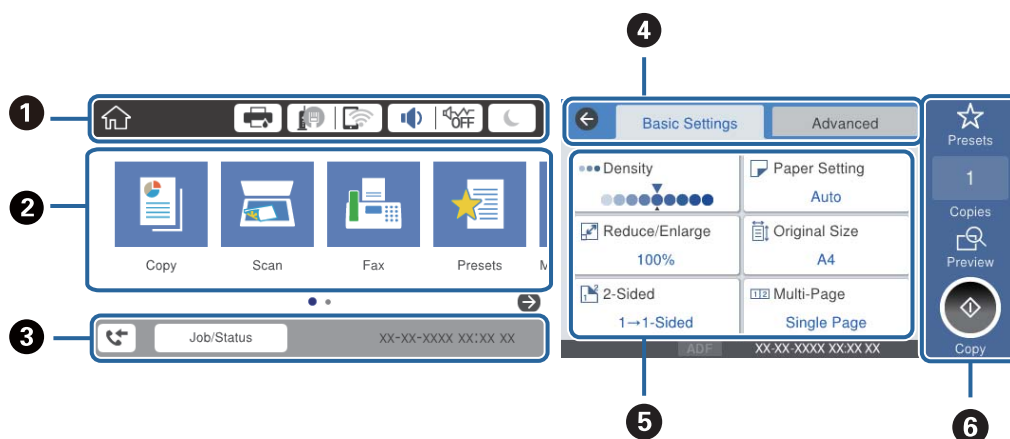 4
1
OFF
Basic Settings
Advanced
Presets
1
Copies
Preview
Copy
2
Copy
Scan
Fax
Presets
Density
Paper Setting
Auto
Reduce/Enlarge
100%
Original Size
A4
2-Sided
1→1-Sided
Multi-Page
Single Page
3
Job/Status
XX-XX-XXXX XX:XX XX
ADF
XX-XX-XXXX XX:XX XX
5
6